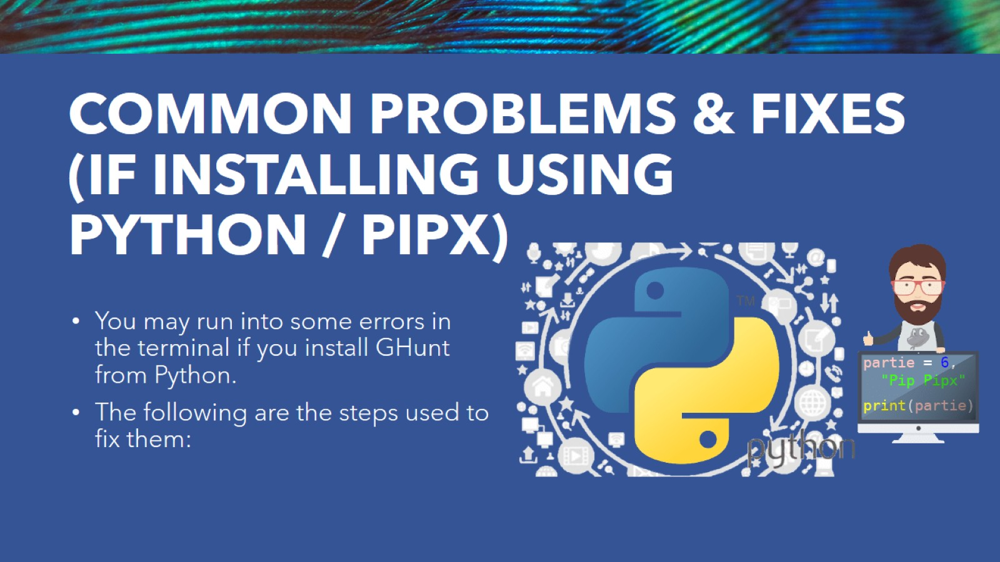 COMMON PROBLEMS & FIXES
(IF INSTALLING USING
PYTHON / PIPX)
• You may run into some errors in
the terminal if you install GHunt
from Python.
• The following are the steps used to
fix them:
TM
python
partie = 6,
"Pip Pipx"
print(partie)